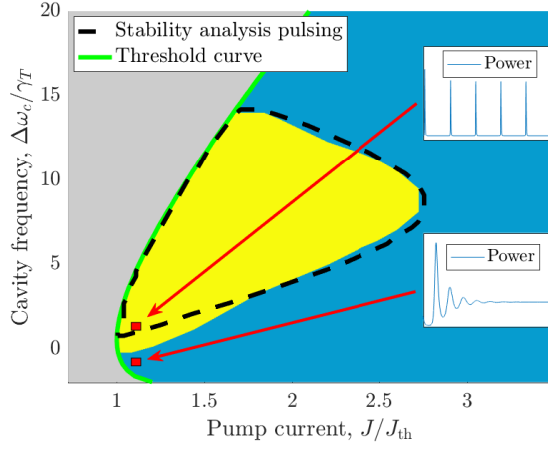 20
15
10
5
0
Cavity frequency, Δω_c/γ_T
Stability analysis pulsing
Threshold curve
Power
Power
1
1.5
2
2.5
3
Pump current, J/J_th